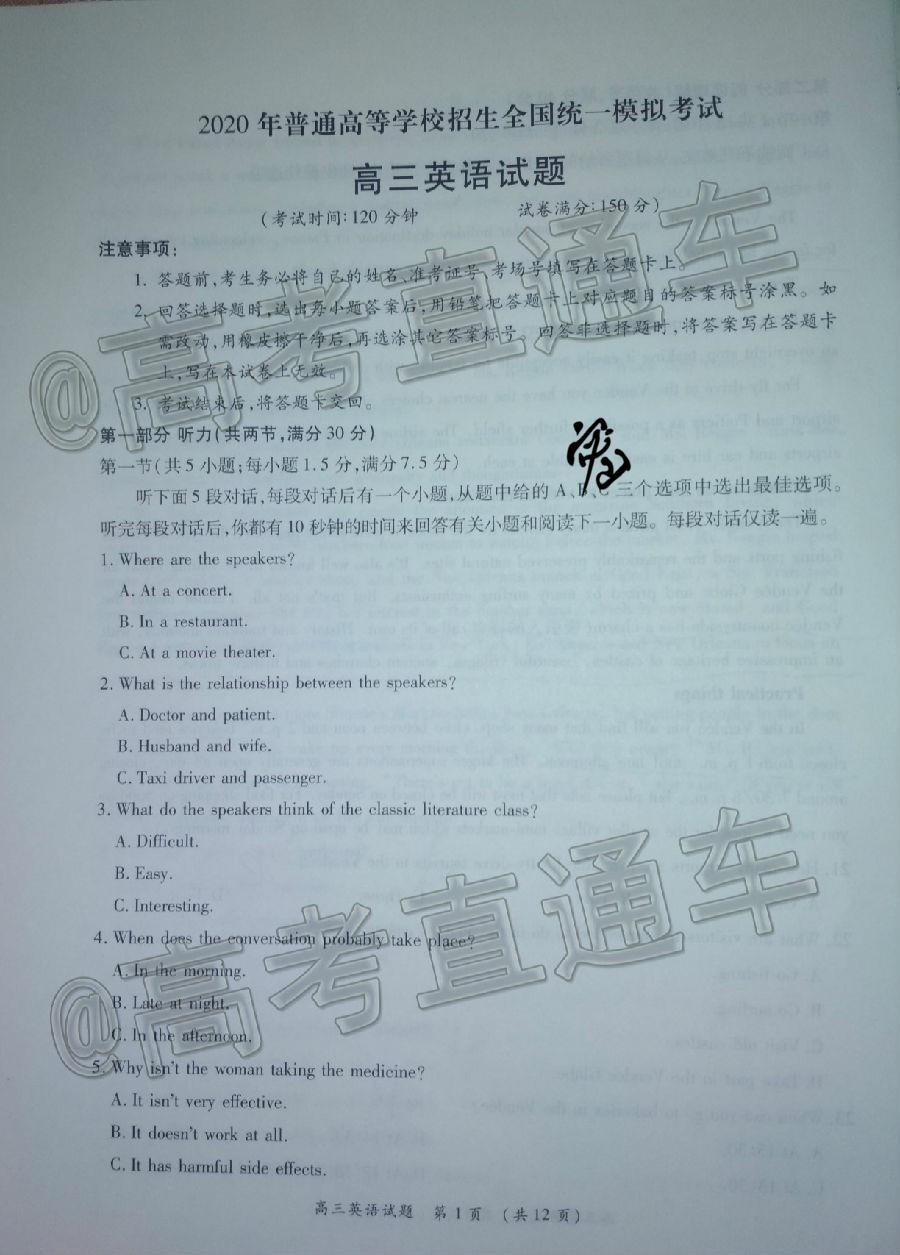 2020年普通高等学校招生全国统一模拟考试
高三英语试题
(考试时间:120分钟 试卷满分:150分)
注意事项:
1. 答题前,考生务必将自己的姓名、准考证号、考场号填写在答题卡上。
2. 回答选择题时,选出每小题答案后,用铅笔把答题卡上对应题目的答案标号涂黑。如
需改动,用橡皮擦干净后,再选涂其它答案标号。回答非选择题时,将答案写在答题卡
上,写在本试卷上无效。
3. 考试结束后,将答题卡交回。
第一部分 听力(共两节,满分30分)
第一节(共5小题;每小题1.5分,满分7.5分)
听下面5段对话,每段对话后有一个小题,从题中给的A、B、C三个选项中选出最佳选项。
听完每段对话后,你都有10秒钟的时间来回答有关小题和阅读下一小题。每段对话仅读一遍。
1. Where are the speakers?
A. At a concert.
B. In a restaurant.
C. At a movie theater.
2. What is the relationship between the speakers?
A. Doctor and patient.
B. Husband and wife.
C. Taxi driver and passenger.
3. What do the speakers think of the classic literature class?
A. Difficult.
B. Easy.
C. Interesting.
4. When does the conversation probably take place?
A. In the morning.
B. Late at night.
C. In the afternoon.
5. Why isn't the woman taking the medicine?
A. It isn't very effective.
B. It doesn't work at all.
C. It has harmful side effects.
高三英语试题 第1页 (共12页)
@高考直通车
@高考直通车